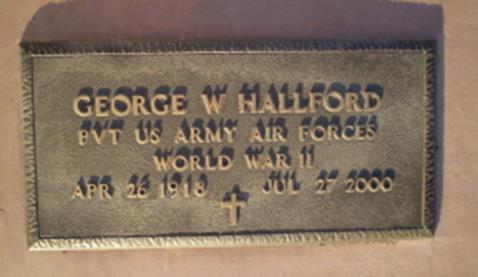 GEORGE W HALLFORD
PVT US ARMY AIR FORCES
WORLD WAR II
APR 26 1918 JUL 27 2000